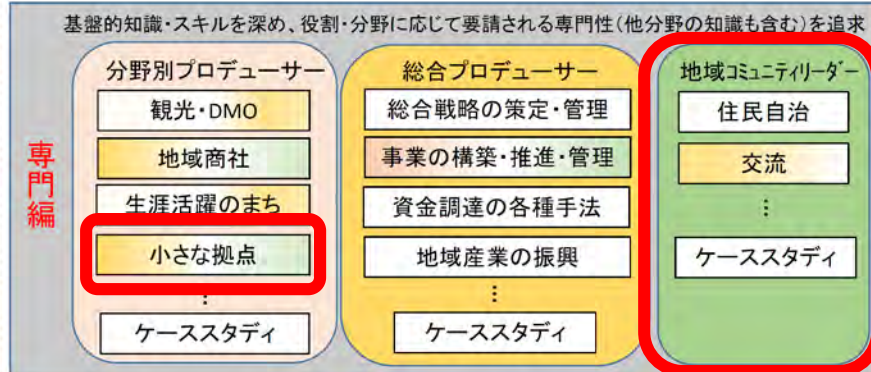 基盤的知識・スキルを深め、役割・分野に応じて要請される専門性(他分野の知識も含む)を追求
専門編
分野別プロデューサー
観光・DMO
地域商社
生涯活躍のまち
小さな拠点
⋮
ケーススタディ
総合プロデューサー
総合戦略の策定・管理
事業の構築・推進・管理
資金調達の各種手法
地域産業の振興
⋮
ケーススタディ
地域コミュニティリーダー
住民自治
交流
⋮
ケーススタディ